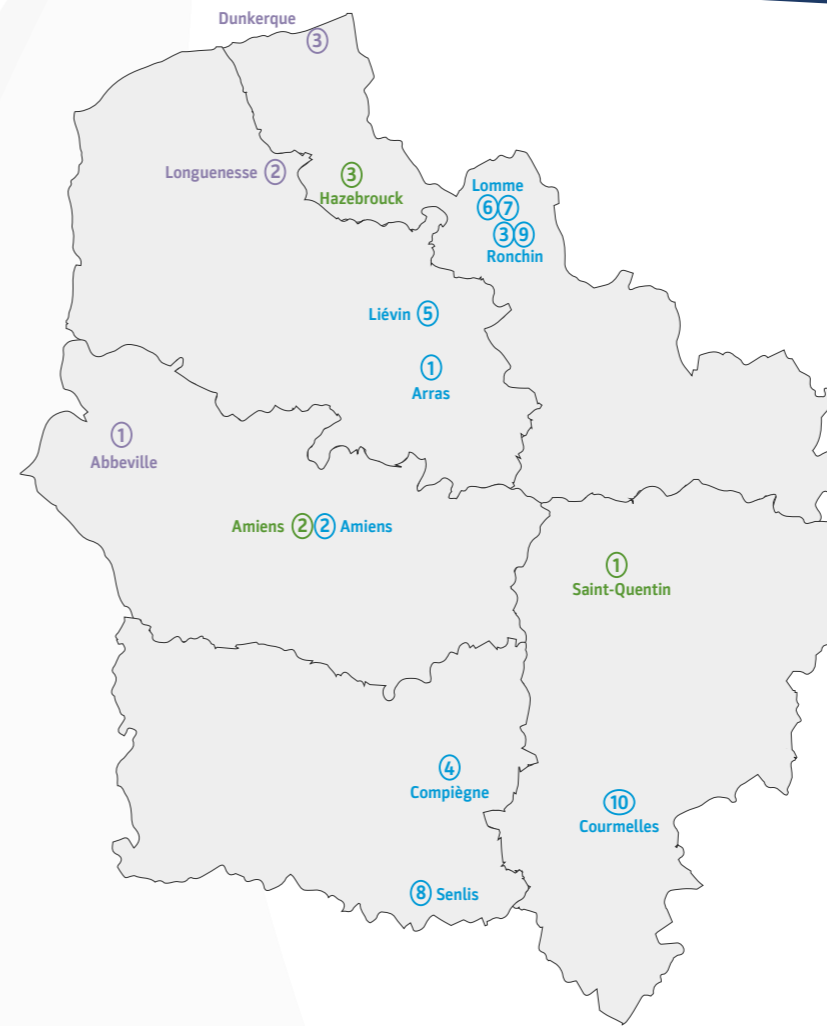 Dunkerque
3
Longuenesse 2
3
Hazebrouck
Lomme
6 7
3 9
Ronchin
Liévin 5
1
Arras
1
Abbeville
Amiens 2 2 Amiens
1
Saint-Quentin
4
Compiègne
10
Courmelles
8 Senlis